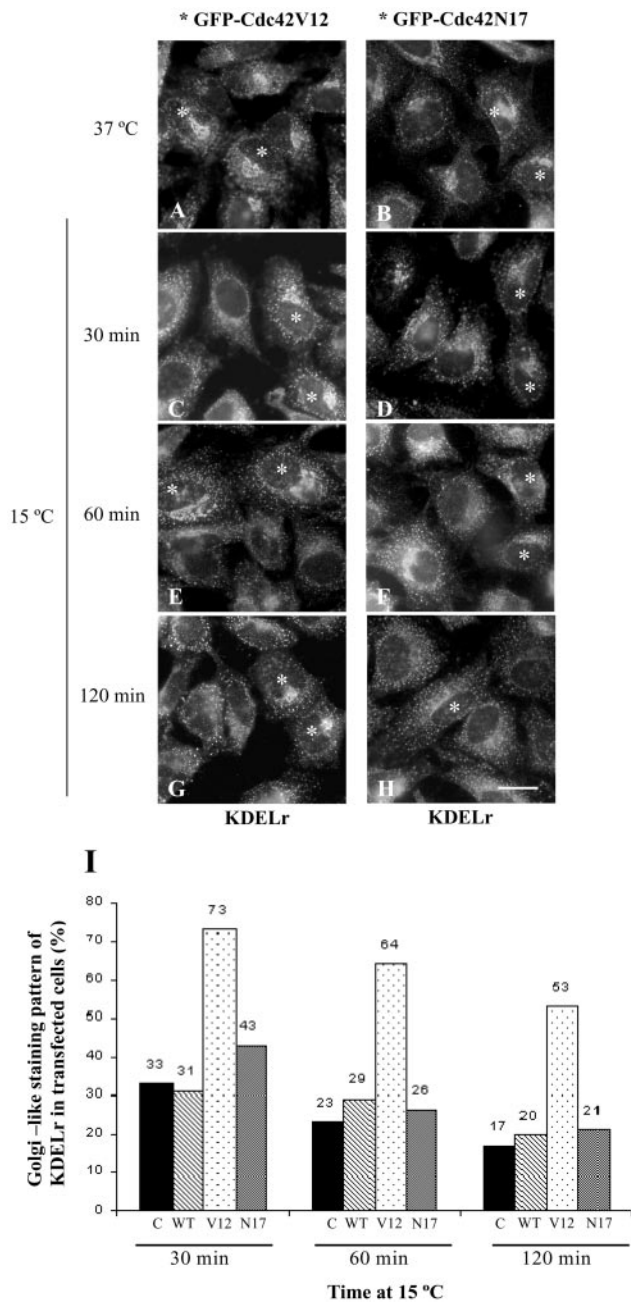 * GFP-Cdc42V12 * GFP-Cdc42N17
37 ºC
* * * *
A B
30 min
* * * *
C D
15 ºC
60 min
* * * *
E F
120 min
* * *
G H
KDELr KDELr
I
Golgi –like staining pattern of
KDELr in transfected cells (%)
80
70
60
50
40
30
20
10
0
33 31 73 43
23 29 64 26
17 20 53 21
C WT V12 N17 C WT V12 N17 C WT V12 N17
30 min 60 min 120 min
Time at 15 ºC